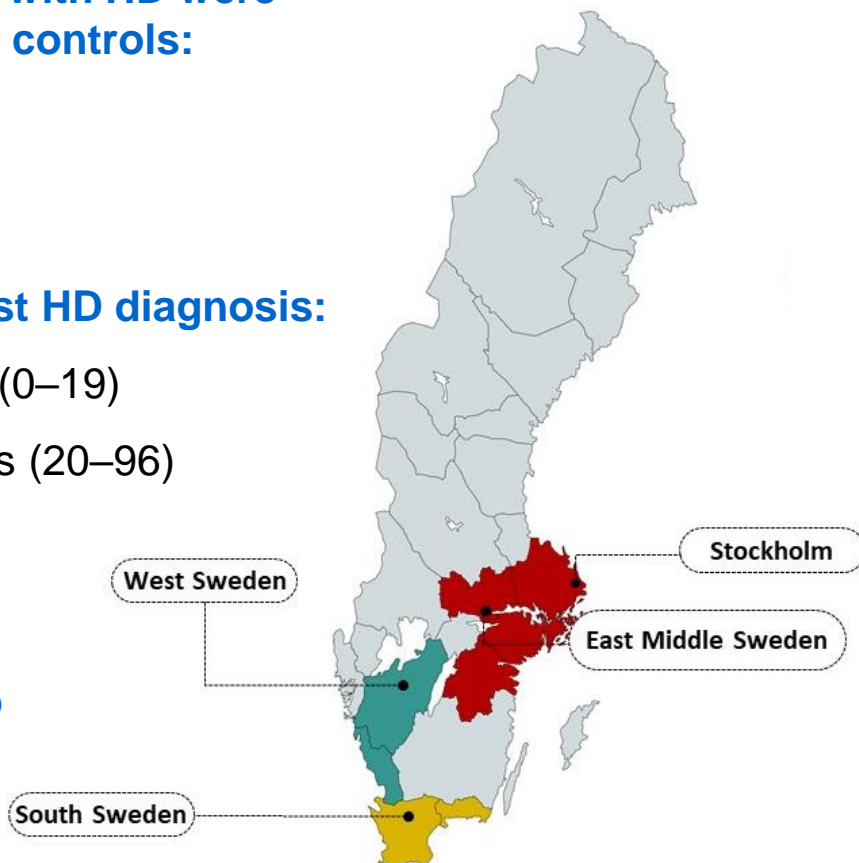 with HD were
controls:
st HD diagnosis:
(0–19)
s (20–96)
Stockholm
West Sweden
East Middle Sweden
South Sweden